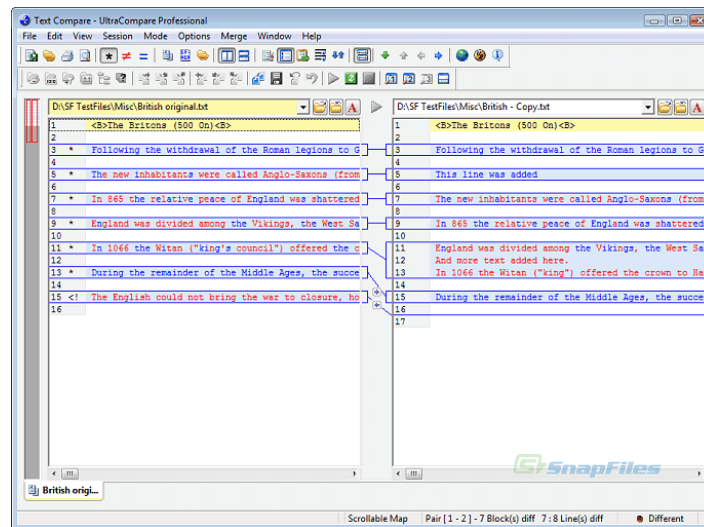 Text Compare - UltraCompare Professional
File Edit View Session Mode Options Merge Window Help
D:\SF TestFiles\Misc\British original.txt
D:\SF TestFiles\Misc\British - Copy.txt
1 <B>The Britons (500 On)<B>
2
3 * Following the withdrawal of the Roman legions to G
4
5 * The new inhabitants were called Anglo-Saxons (from
6
7 * In 865 the relative peace of England was shattered
8
9 * England was divided among the Vikings, the West Sa
10
11 * In 1066 the Witan ("king's council") offered the c
12
13 * During the remainder of the Middle Ages, the succe
14
15 <! The English could not bring the war to closure, ho
16
1 <B>The Britons (500 On)<B>
2
3 Following the withdrawal of the Roman legions to G
4
5 This line was added
6
7 The new inhabitants were called Anglo-Saxons (from
8
9 In 865 the relative peace of England was shattered
10
11 England was divided among the Vikings, the West Sa
12 And more text added here.
13 In 1066 the Witan ("king") offered the crown to Ha
14
15 During the remainder of the Middle Ages, the succe
16
17
SnapFiles
British origi...
Scrollable Map Pair [ 1 - 2 ] - 7 Block(s) diff 7 : 8 Line(s) diff Different